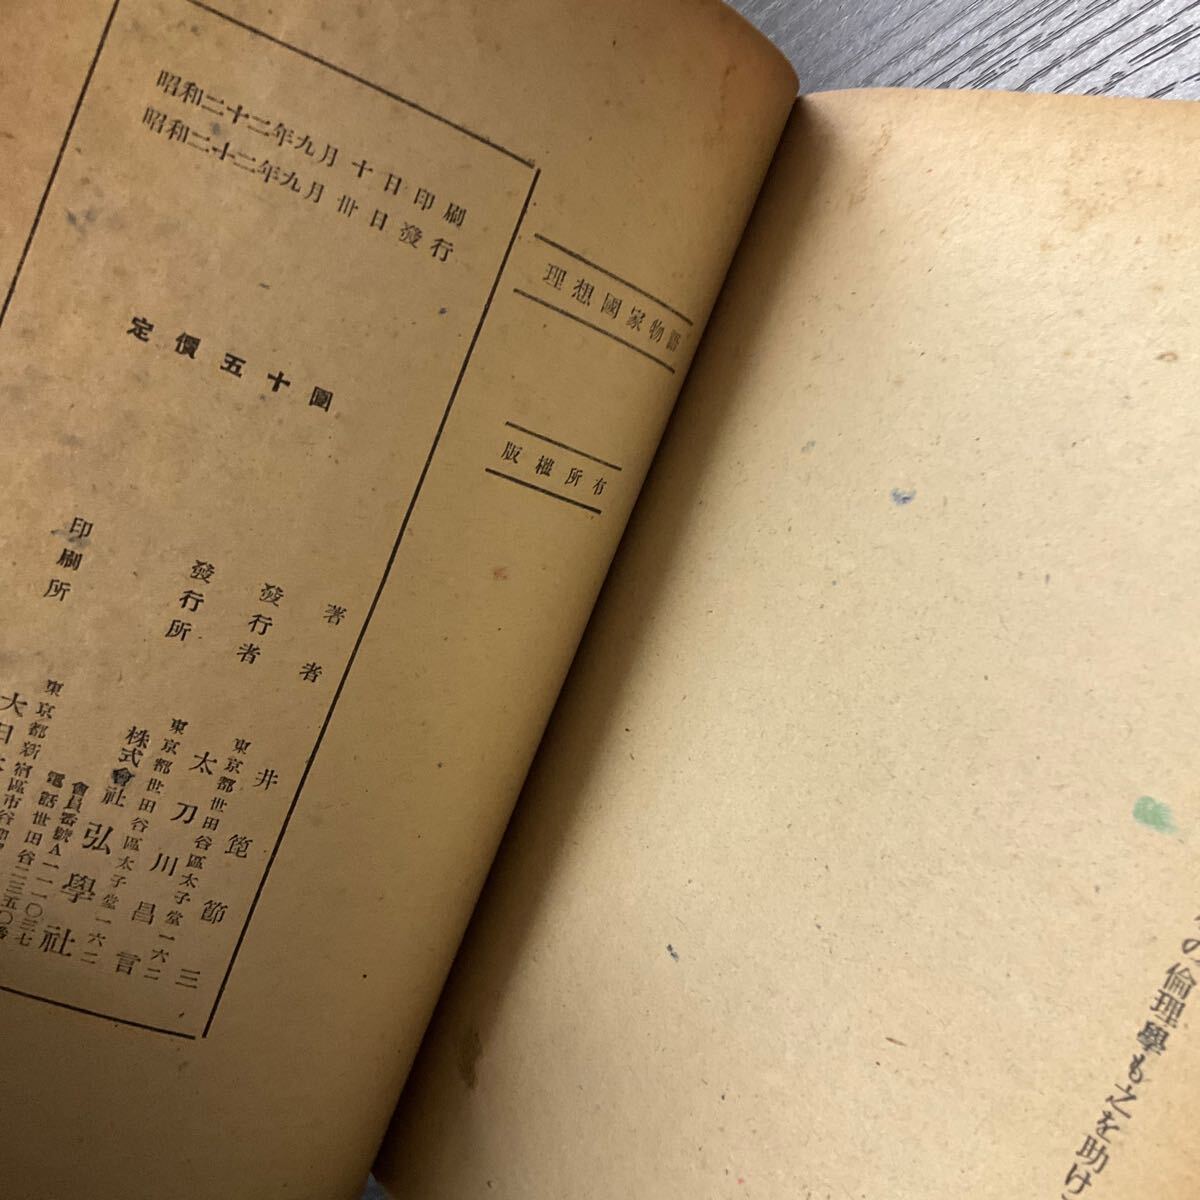 理想國家物語
版權所有
昭和二十二年九月十日印刷
昭和二十二年九月卅日發行
定價五十圓
著者 井箆節三
發行者 東京都世田谷區太子堂一六二
太刀川昌言
發行所 東京都世田谷區太子堂一六二
株式會社弘學社
會員番號A一一〇三七
電話世田谷二三五〇番
印刷所 東京都新宿區市谷
大日本
の倫理學も之を助け